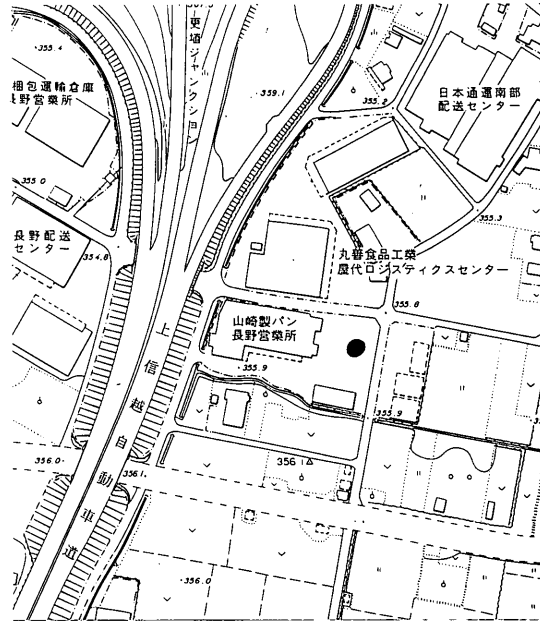 更埴ジャンクション
355.4
梱包運輸倉庫
長野営業所
359.1
355.2
日本通運南部
配送センター
355.0
355.3
長野配送
センター
354.8
丸善食品工業
屋代ロジスティクスセンター
355.8
山崎製パン
長野営業所
上信越自動車道
355.9
355.9
356.1
356.0
356.1
356.0